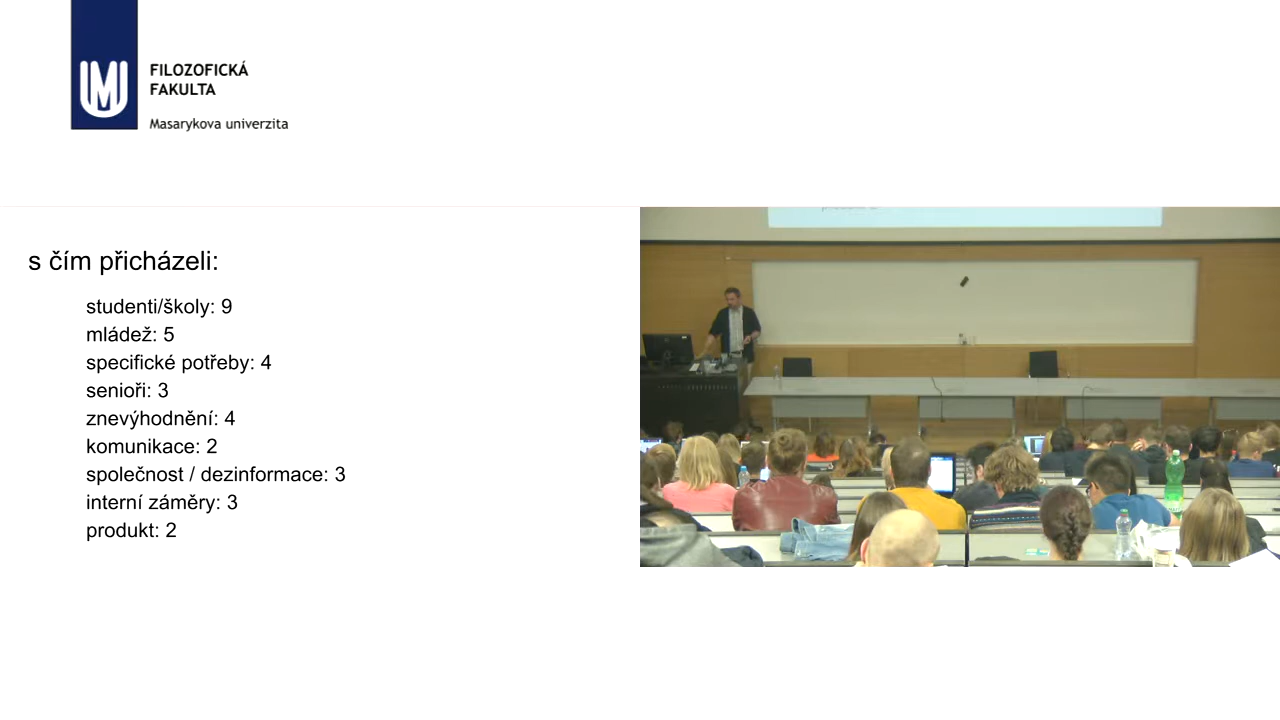 FILOZOFICKÁ
FAKULTA
Masarykova univerzita
s čím přicházeli:
studenti/školy: 9
mládež: 5
specifické potřeby: 4
senioři: 3
znevýhodnění: 4
komunikace: 2
společnost / dezinformace: 3
interní záměry: 3
produkt: 2